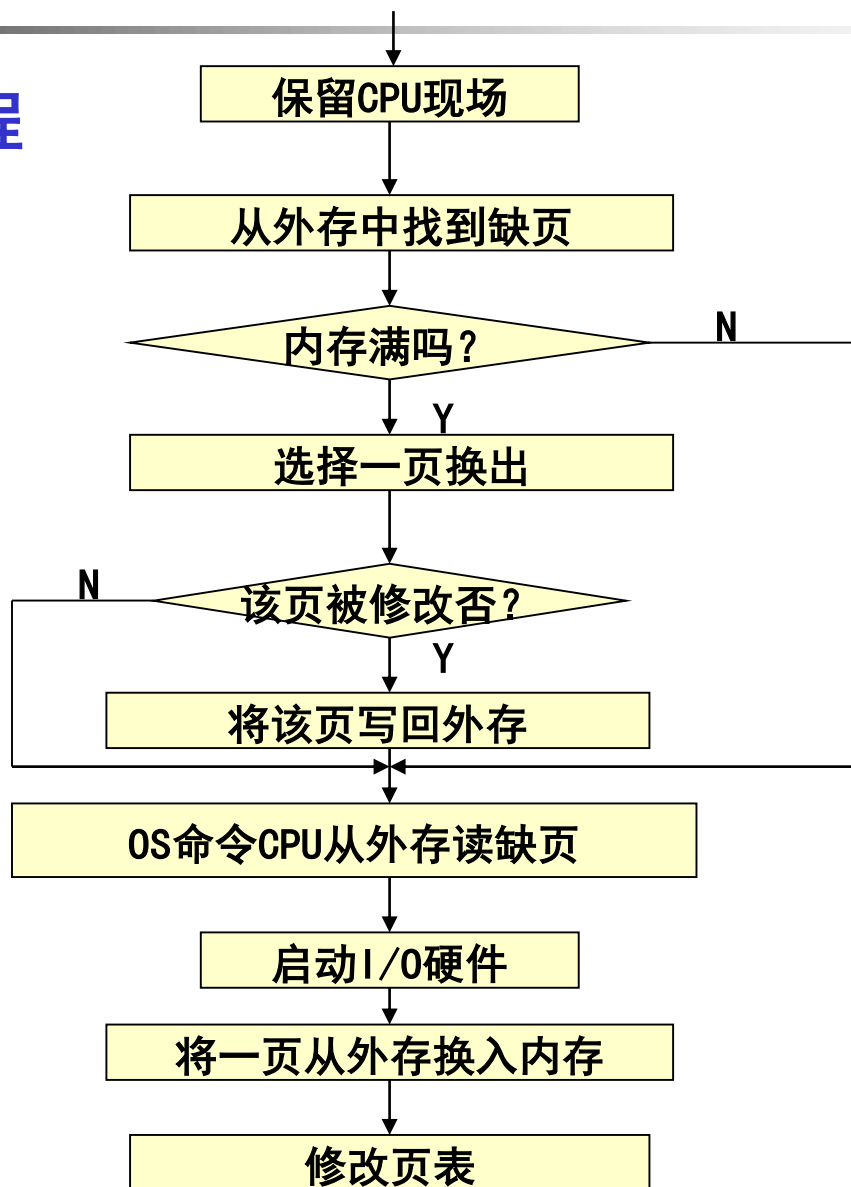 程
保留CPU现场
从外存中找到缺页
内存满吗？
N
Y
选择一页换出
N
该页被修改否？
Y
将该页写回外存
OS命令CPU从外存读缺页
启动I/O硬件
将一页从外存换入内存
修改页表